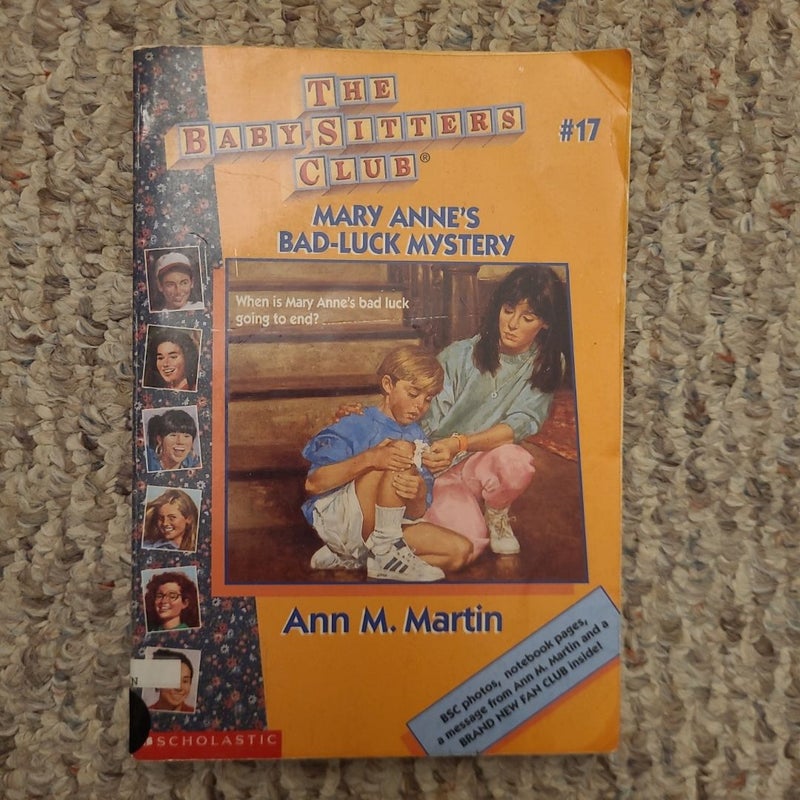 THE
BABY-SITTERS
CLUB®
#17
MARY ANNE'S
BAD-LUCK MYSTERY
When is Mary Anne's bad luck
going to end?
Ann M. Martin
BSC photos, notebook pages,
a message from Ann M. Martin and a
BRAND NEW FAN CLUB inside!
N
SCHOLASTIC